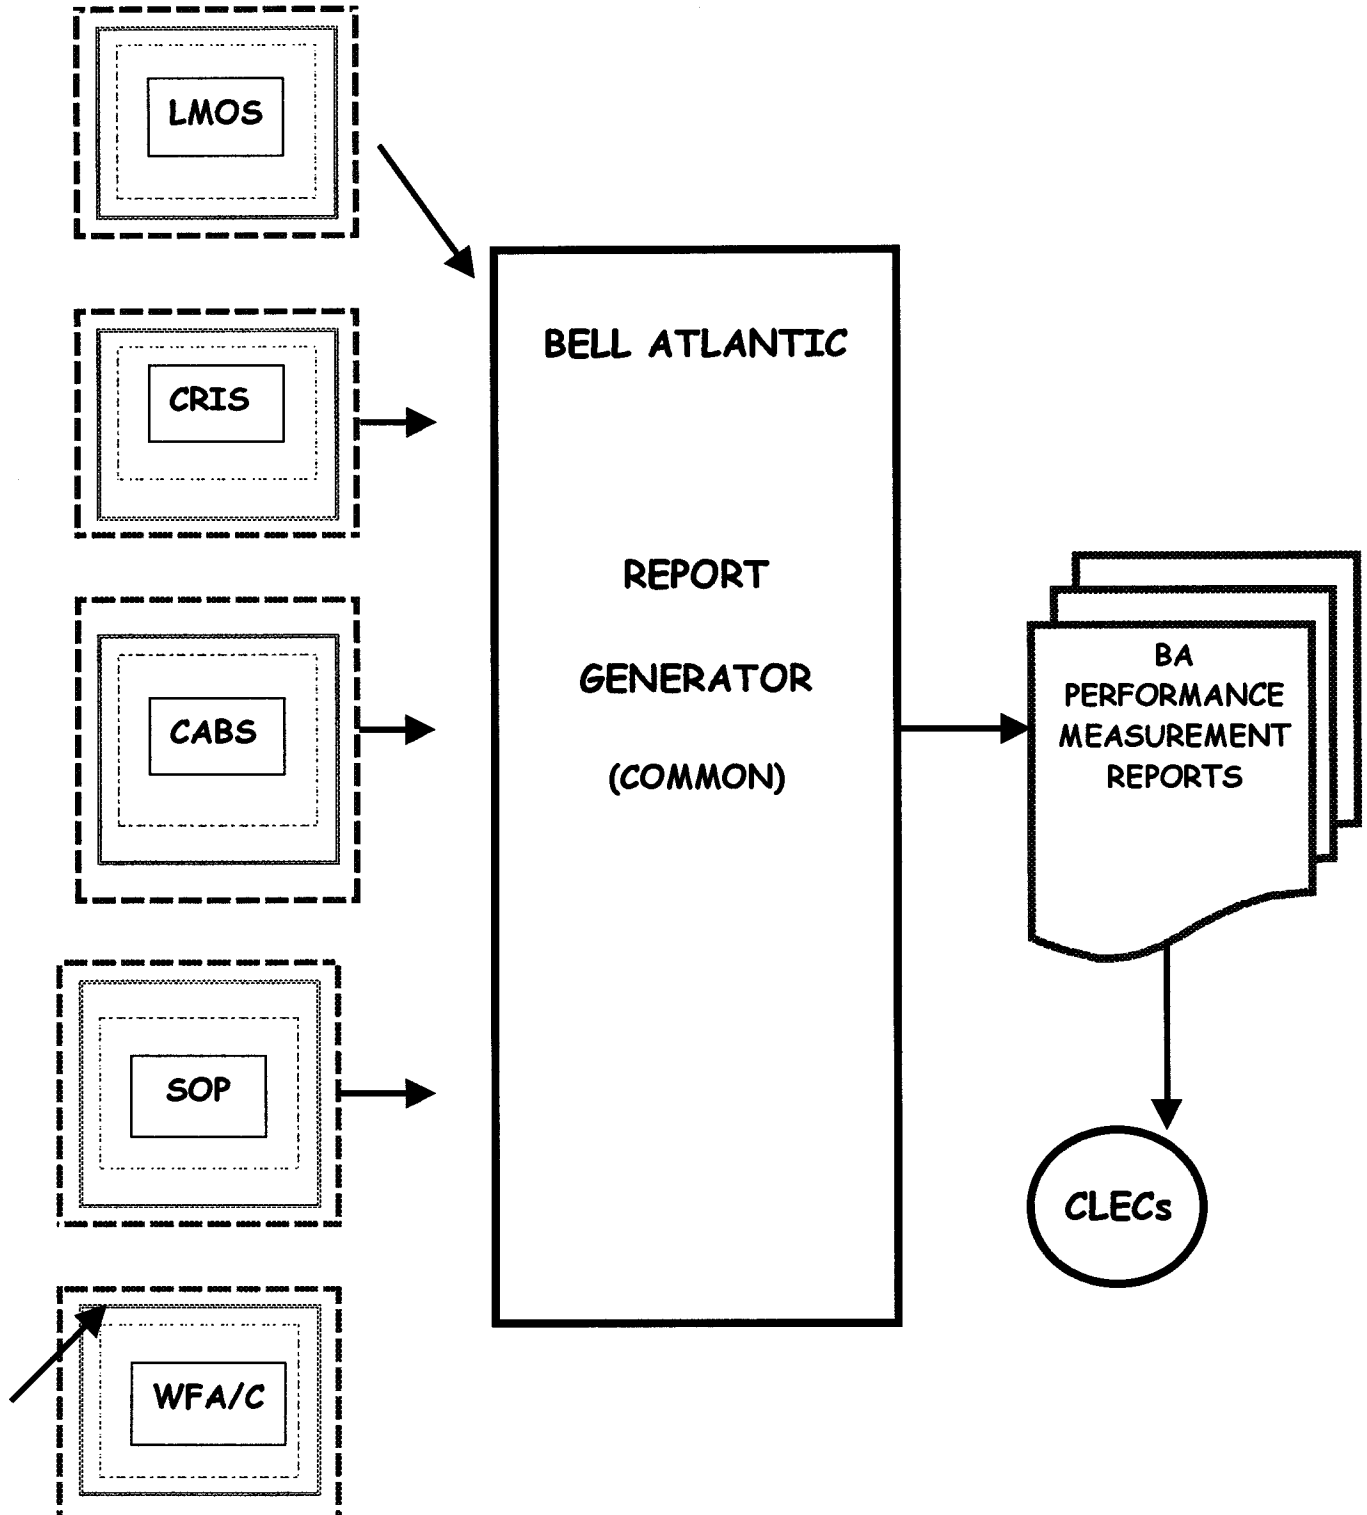 LMOS
CRIS
CABS
SOP
WFA/C
BELL ATLANTIC
REPORT
GENERATOR
(COMMON)
BA
PERFORMANCE
MEASUREMENT
REPORTS
CLECs